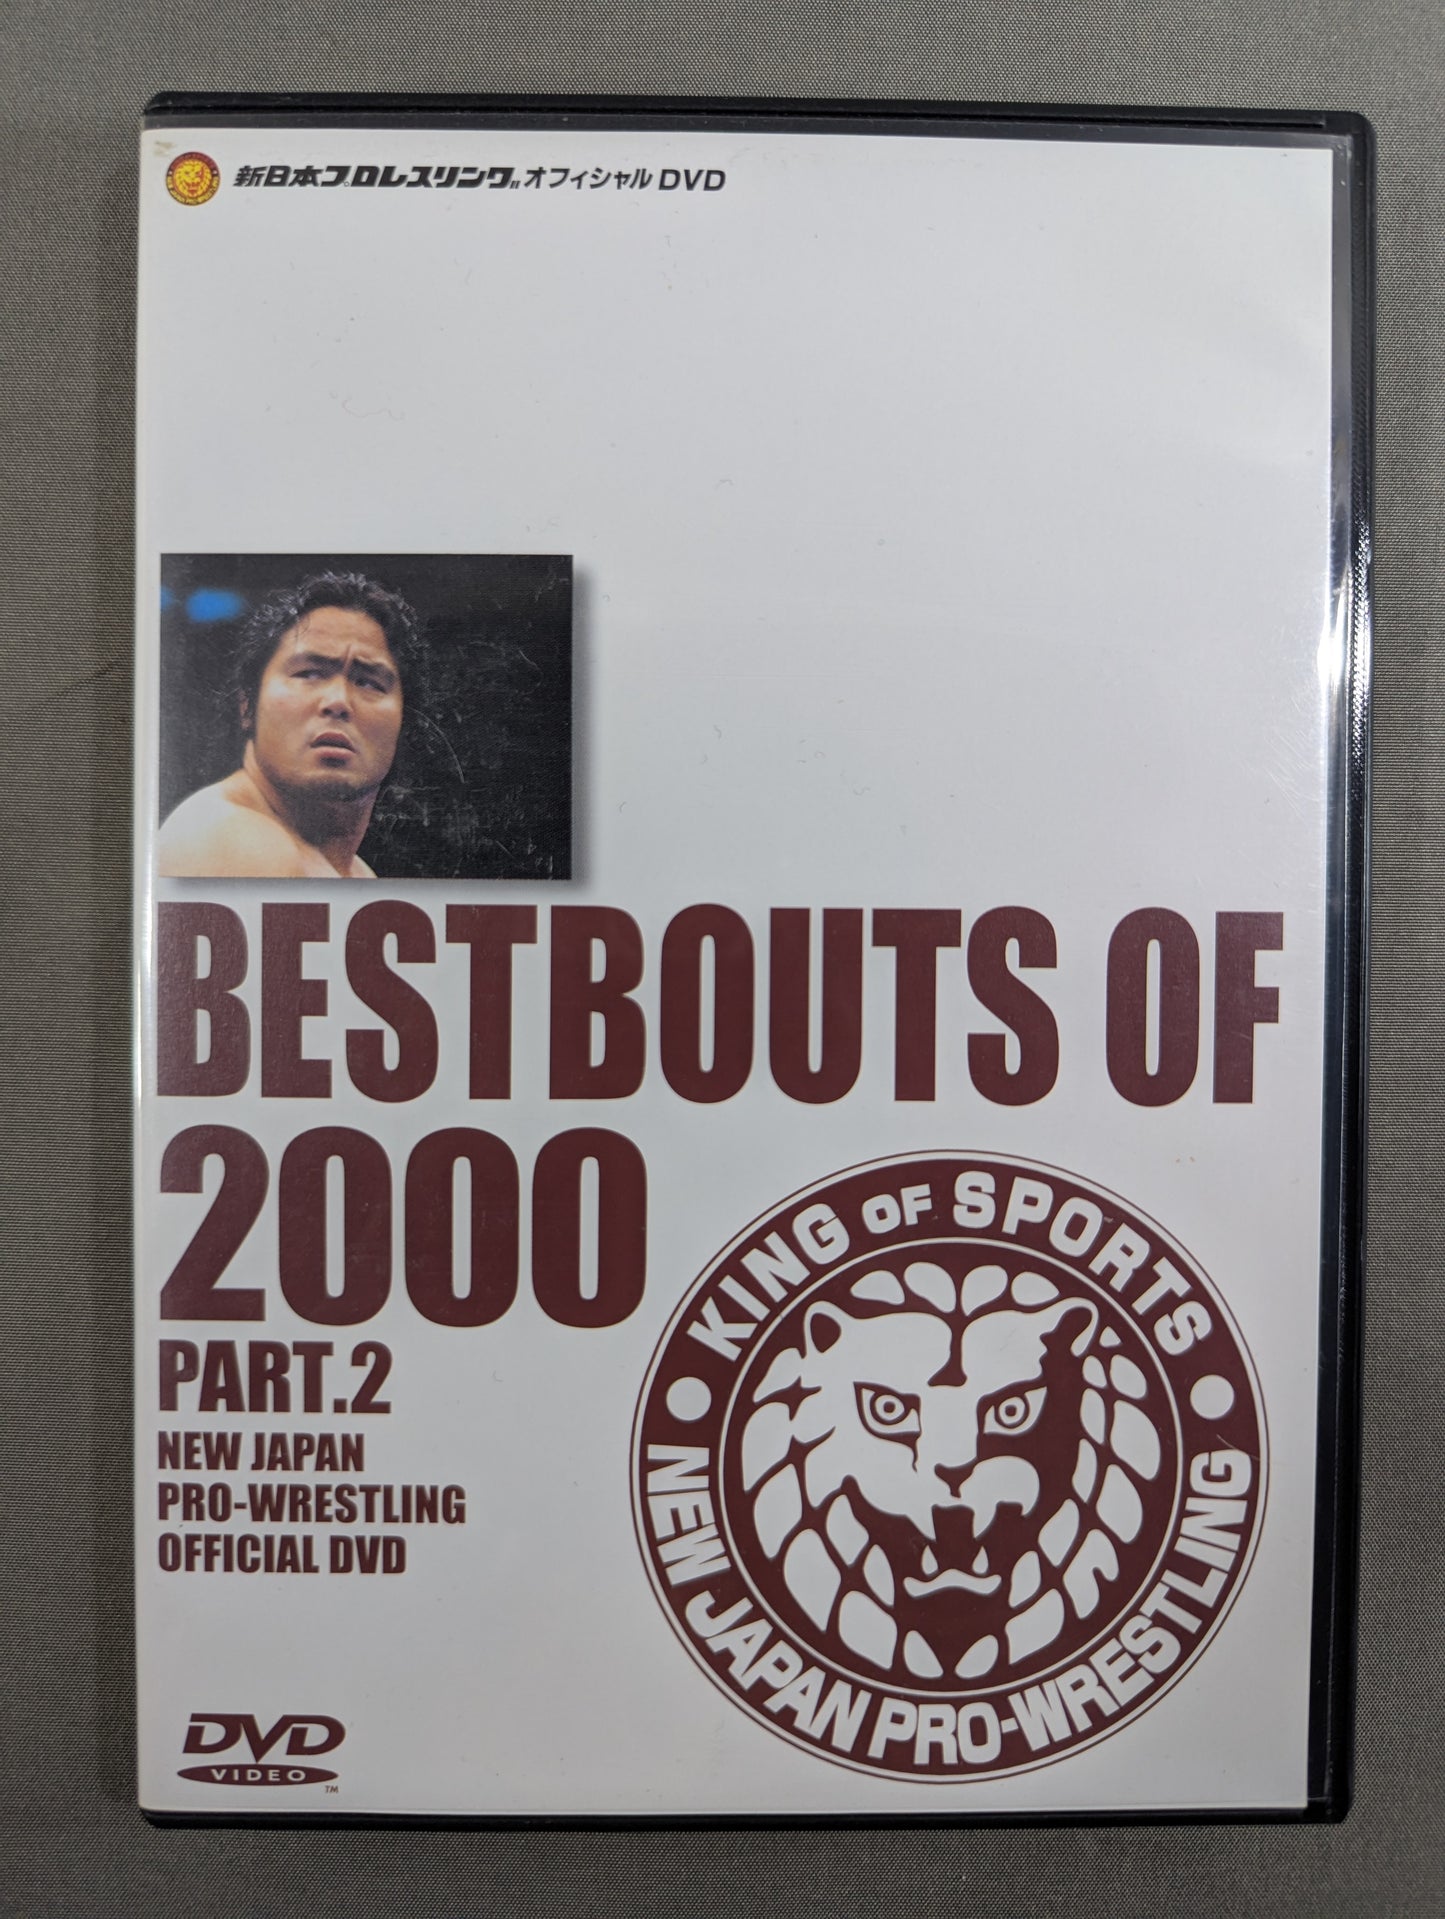 新日本プロレスリング オフィシャル DVD
BESTBOUTS OF
2000
PART.2
NEW JAPAN
PRO-WRESTLING
OFFICIAL DVD
KING OF SPORTS
NEW JAPAN PRO-WRESTLING
DVD
VIDEO
TM